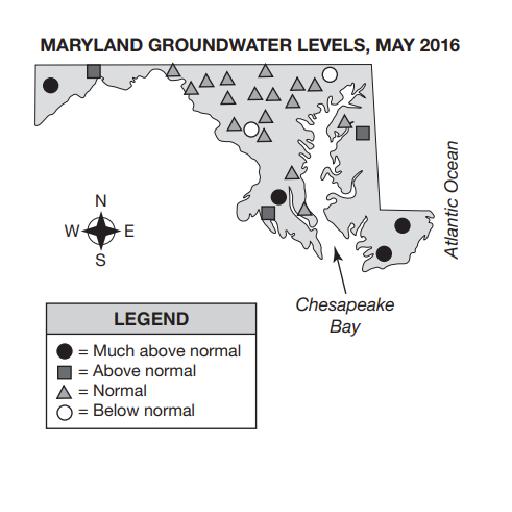 MARYLAND GROUNDWATER LEVELS, MAY 2016
Atlantic Ocean
N
W E
S
Chesapeake
Bay
LEGEND
= Much above normal
= Above normal
= Normal
= Below normal